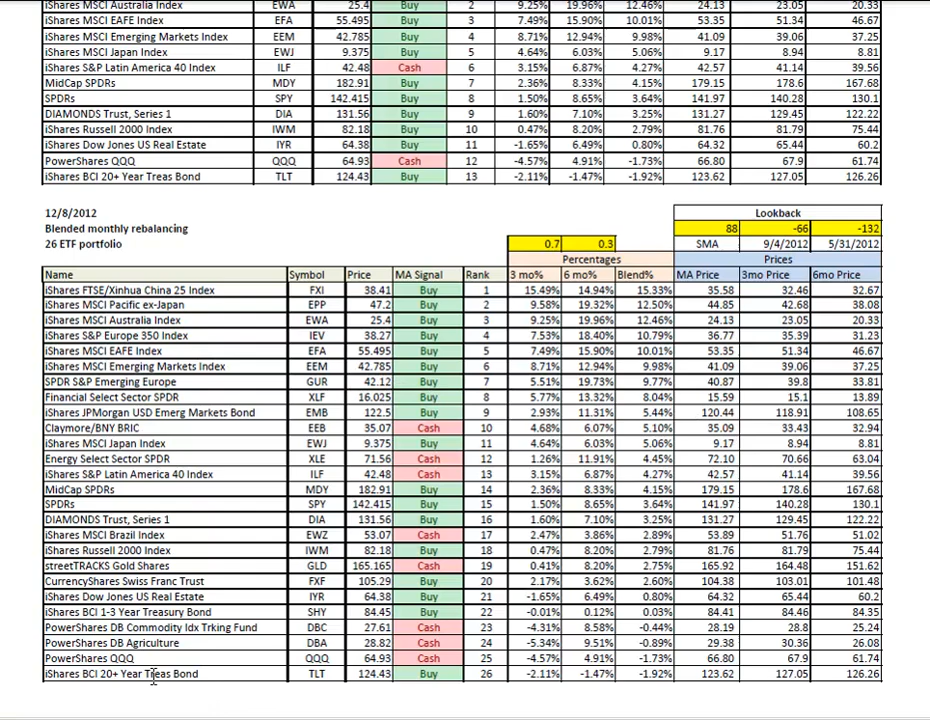 iShares MSCI Australia Index EWA 25.4 Buy 2 9.25% 19.96% 12.46% 24.13 23.05 20.33
iShares MSCI EAFE Index EFA 55.495 Buy 3 7.49% 15.90% 10.01% 53.35 51.34 46.67
iShares MSCI Emerging Markets Index EEM 42.785 Buy 4 8.71% 12.94% 9.98% 41.09 39.06 37.25
iShares MSCI Japan Index EWJ 9.375 Buy 5 4.64% 6.03% 5.06% 9.17 8.94 8.81
iShares S&P Latin America 40 Index ILF 42.48 Cash 6 3.15% 6.87% 4.27% 42.57 41.14 39.56
MidCap SPDRs MDY 182.91 Buy 7 2.36% 8.33% 4.15% 179.15 178.6 167.68
SPDRs SPY 142.415 Buy 8 1.50% 8.65% 3.64% 141.97 140.28 130.1
DIAMONDS Trust, Series 1 DIA 131.56 Buy 9 1.60% 7.10% 3.25% 131.27 129.45 122.22
iShares Russell 2000 Index IWM 82.18 Buy 10 0.47% 8.20% 2.79% 81.76 81.79 75.44
iShares Dow Jones US Real Estate IYR 64.38 Buy 11 -1.65% 6.49% 0.80% 64.32 65.44 60.2
PowerShares QQQ QQQ 64.93 Cash 12 -4.57% 4.91% -1.73% 66.80 67.9 61.74
iShares BCI 20+ Year Treas Bond TLT 124.43 Buy 13 -2.11% -1.47% -1.92% 123.62 127.05 126.26
12/8/2012 Lookback
Blended monthly rebalancing 88 -66 -132
26 ETF portfolio 0.7 0.3 SMA 9/4/2012 5/31/2012
Percentages Prices
Name Symbol Price MA Signal Rank 3 mo% 6 mo% Blend% MA Price 3mo Price 6mo Price
iShares FTSE/Xinhua China 25 Index FXI 38.41 Buy 1 15.49% 14.94% 15.33% 35.58 32.46 32.67
iShares MSCI Pacific ex-Japan EPP 47.2 Buy 2 9.58% 19.32% 12.50% 44.85 42.68 38.08
iShares MSCI Australia Index EWA 25.4 Buy 3 9.25% 19.96% 12.46% 24.13 23.05 20.33
iShares S&P Europe 350 Index IEV 38.27 Buy 4 7.53% 18.40% 10.79% 36.77 35.39 31.23
iShares MSCI EAFE Index EFA 55.495 Buy 5 7.49% 15.90% 10.01% 53.35 51.34 46.67
iShares MSCI Emerging Markets Index EEM 42.785 Buy 6 8.71% 12.94% 9.98% 41.09 39.06 37.25
SPDR S&P Emerging Europe GUR 42.12 Buy 7 5.51% 19.73% 9.77% 40.87 39.8 33.81
Financial Select Sector SPDR XLF 16.025 Buy 8 5.77% 13.32% 8.04% 15.59 15.1 13.89
iShares JPMorgan USD Emerg Markets Bond EMB 122.5 Buy 9 2.93% 11.31% 5.44% 120.44 118.91 108.65
Claymore/BNY BRIC EEB 35.07 Cash 10 4.68% 6.07% 5.10% 35.09 33.43 32.94
iShares MSCI Japan Index EWJ 9.375 Buy 11 4.64% 6.03% 5.06% 9.17 8.94 8.81
Energy Select Sector SPDR XLE 71.56 Cash 12 1.26% 11.91% 4.45% 72.10 70.66 63.04
iShares S&P Latin America 40 Index ILF 42.48 Cash 13 3.15% 6.87% 4.27% 42.57 41.14 39.56
MidCap SPDRs MDY 182.91 Buy 14 2.36% 8.33% 4.15% 179.15 178.6 167.68
SPDRs SPY 142.415 Buy 15 1.50% 8.65% 3.64% 141.97 140.28 130.1
DIAMONDS Trust, Series 1 DIA 131.56 Buy 16 1.60% 7.10% 3.25% 131.27 129.45 122.22
iShares MSCI Brazil Index EWZ 53.07 Cash 17 2.47% 3.86% 2.89% 53.89 51.76 51.02
iShares Russell 2000 Index IWM 82.18 Buy 18 0.47% 8.20% 2.79% 81.76 81.79 75.44
streetTRACKS Gold Shares GLD 165.165 Cash 19 0.41% 8.20% 2.75% 165.92 164.48 151.62
CurrencyShares Swiss Franc Trust FXF 105.29 Buy 20 2.17% 3.62% 2.60% 104.38 103.01 101.48
iShares Dow Jones US Real Estate IYR 64.38 Buy 21 -1.65% 6.49% 0.80% 64.32 65.44 60.2
iShares BCI 1-3 Year Treasury Bond SHY 84.45 Buy 22 -0.01% 0.12% 0.03% 84.41 84.46 84.35
PowerShares DB Commodity Idx Trking Fund DBC 27.61 Cash 23 -4.31% 8.58% -0.44% 28.19 28.8 25.24
PowerShares DB Agriculture DBA 28.82 Cash 24 -5.34% 9.51% -0.89% 29.38 30.36 26.08
PowerShares QQQ QQQ 64.93 Cash 25 -4.57% 4.91% -1.73% 66.80 67.9 61.74
iShares BCI 20+ Year Treas Bond TLT 124.43 Buy 26 -2.11% -1.47% -1.92% 123.62 127.05 126.26